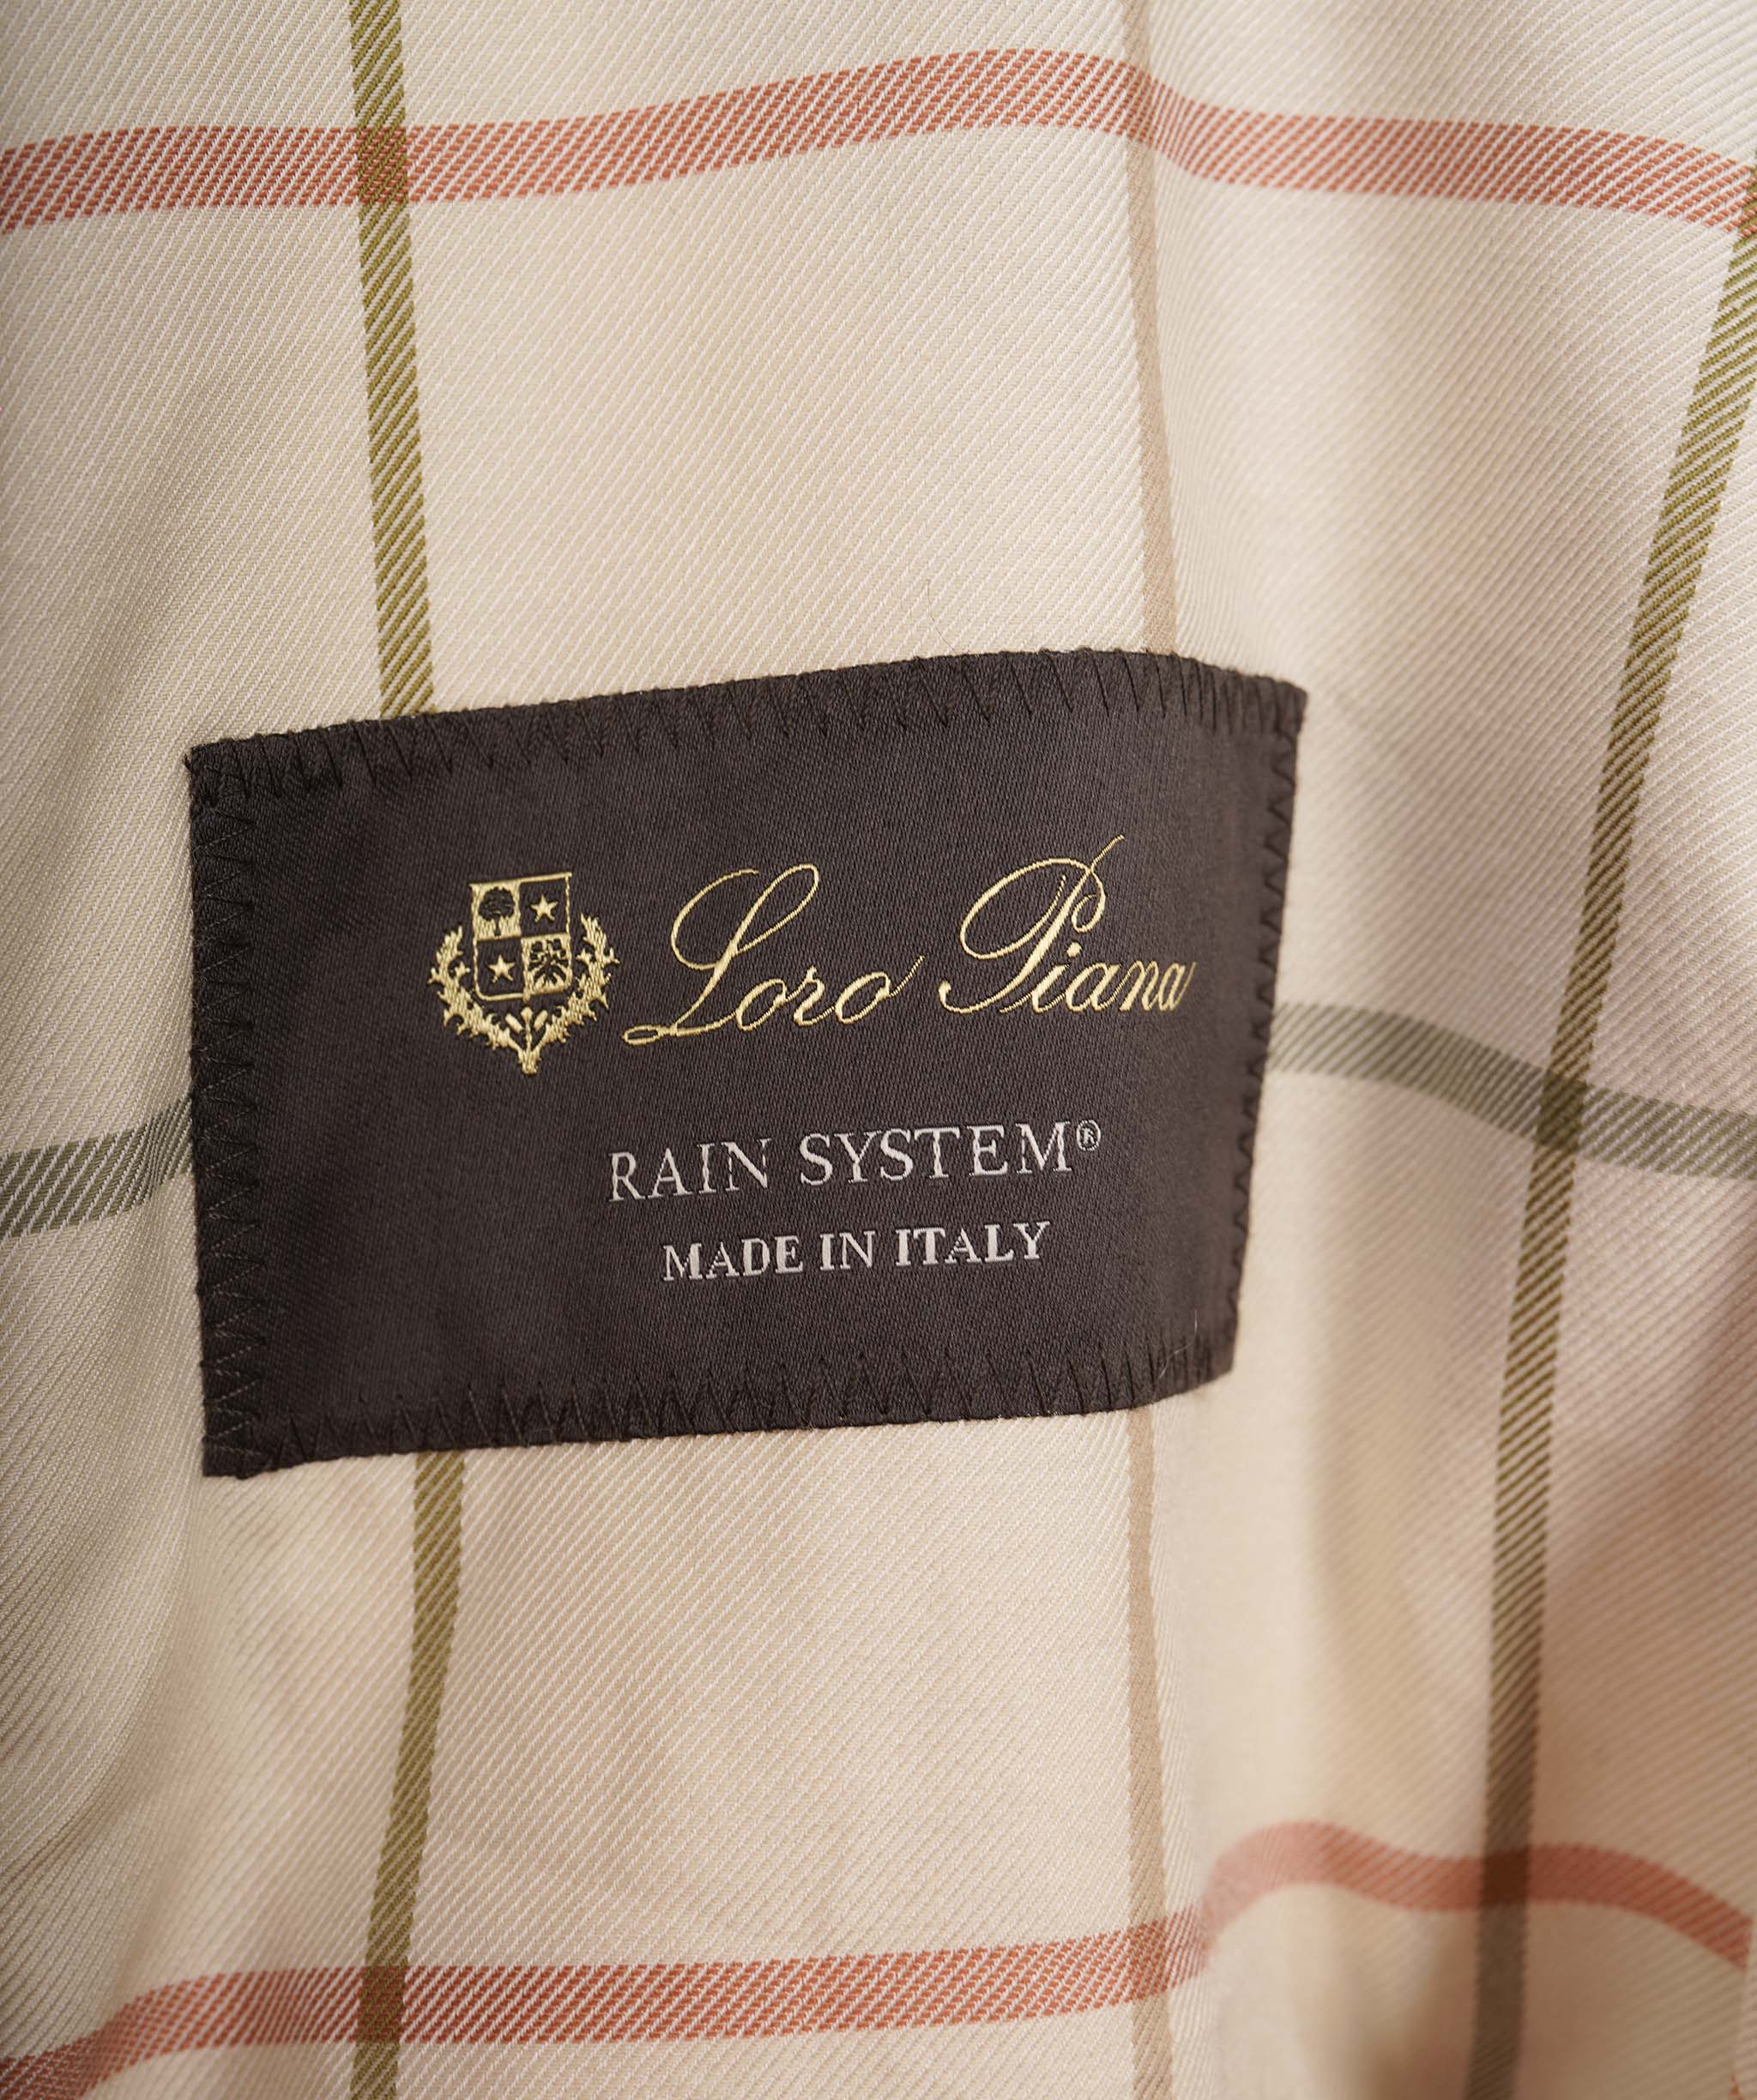 Loro Piana
RAIN SYSTEM®
MADE IN ITALY